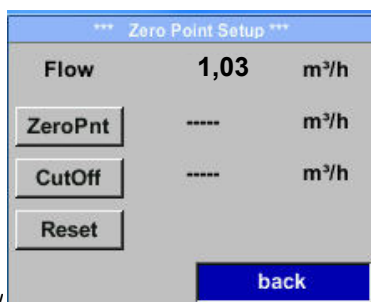 *** Zero Point Setup ***
Flow 1,03 m³/h
ZeroPnt ----- m³/h
CutOff ----- m³/h
Reset
back